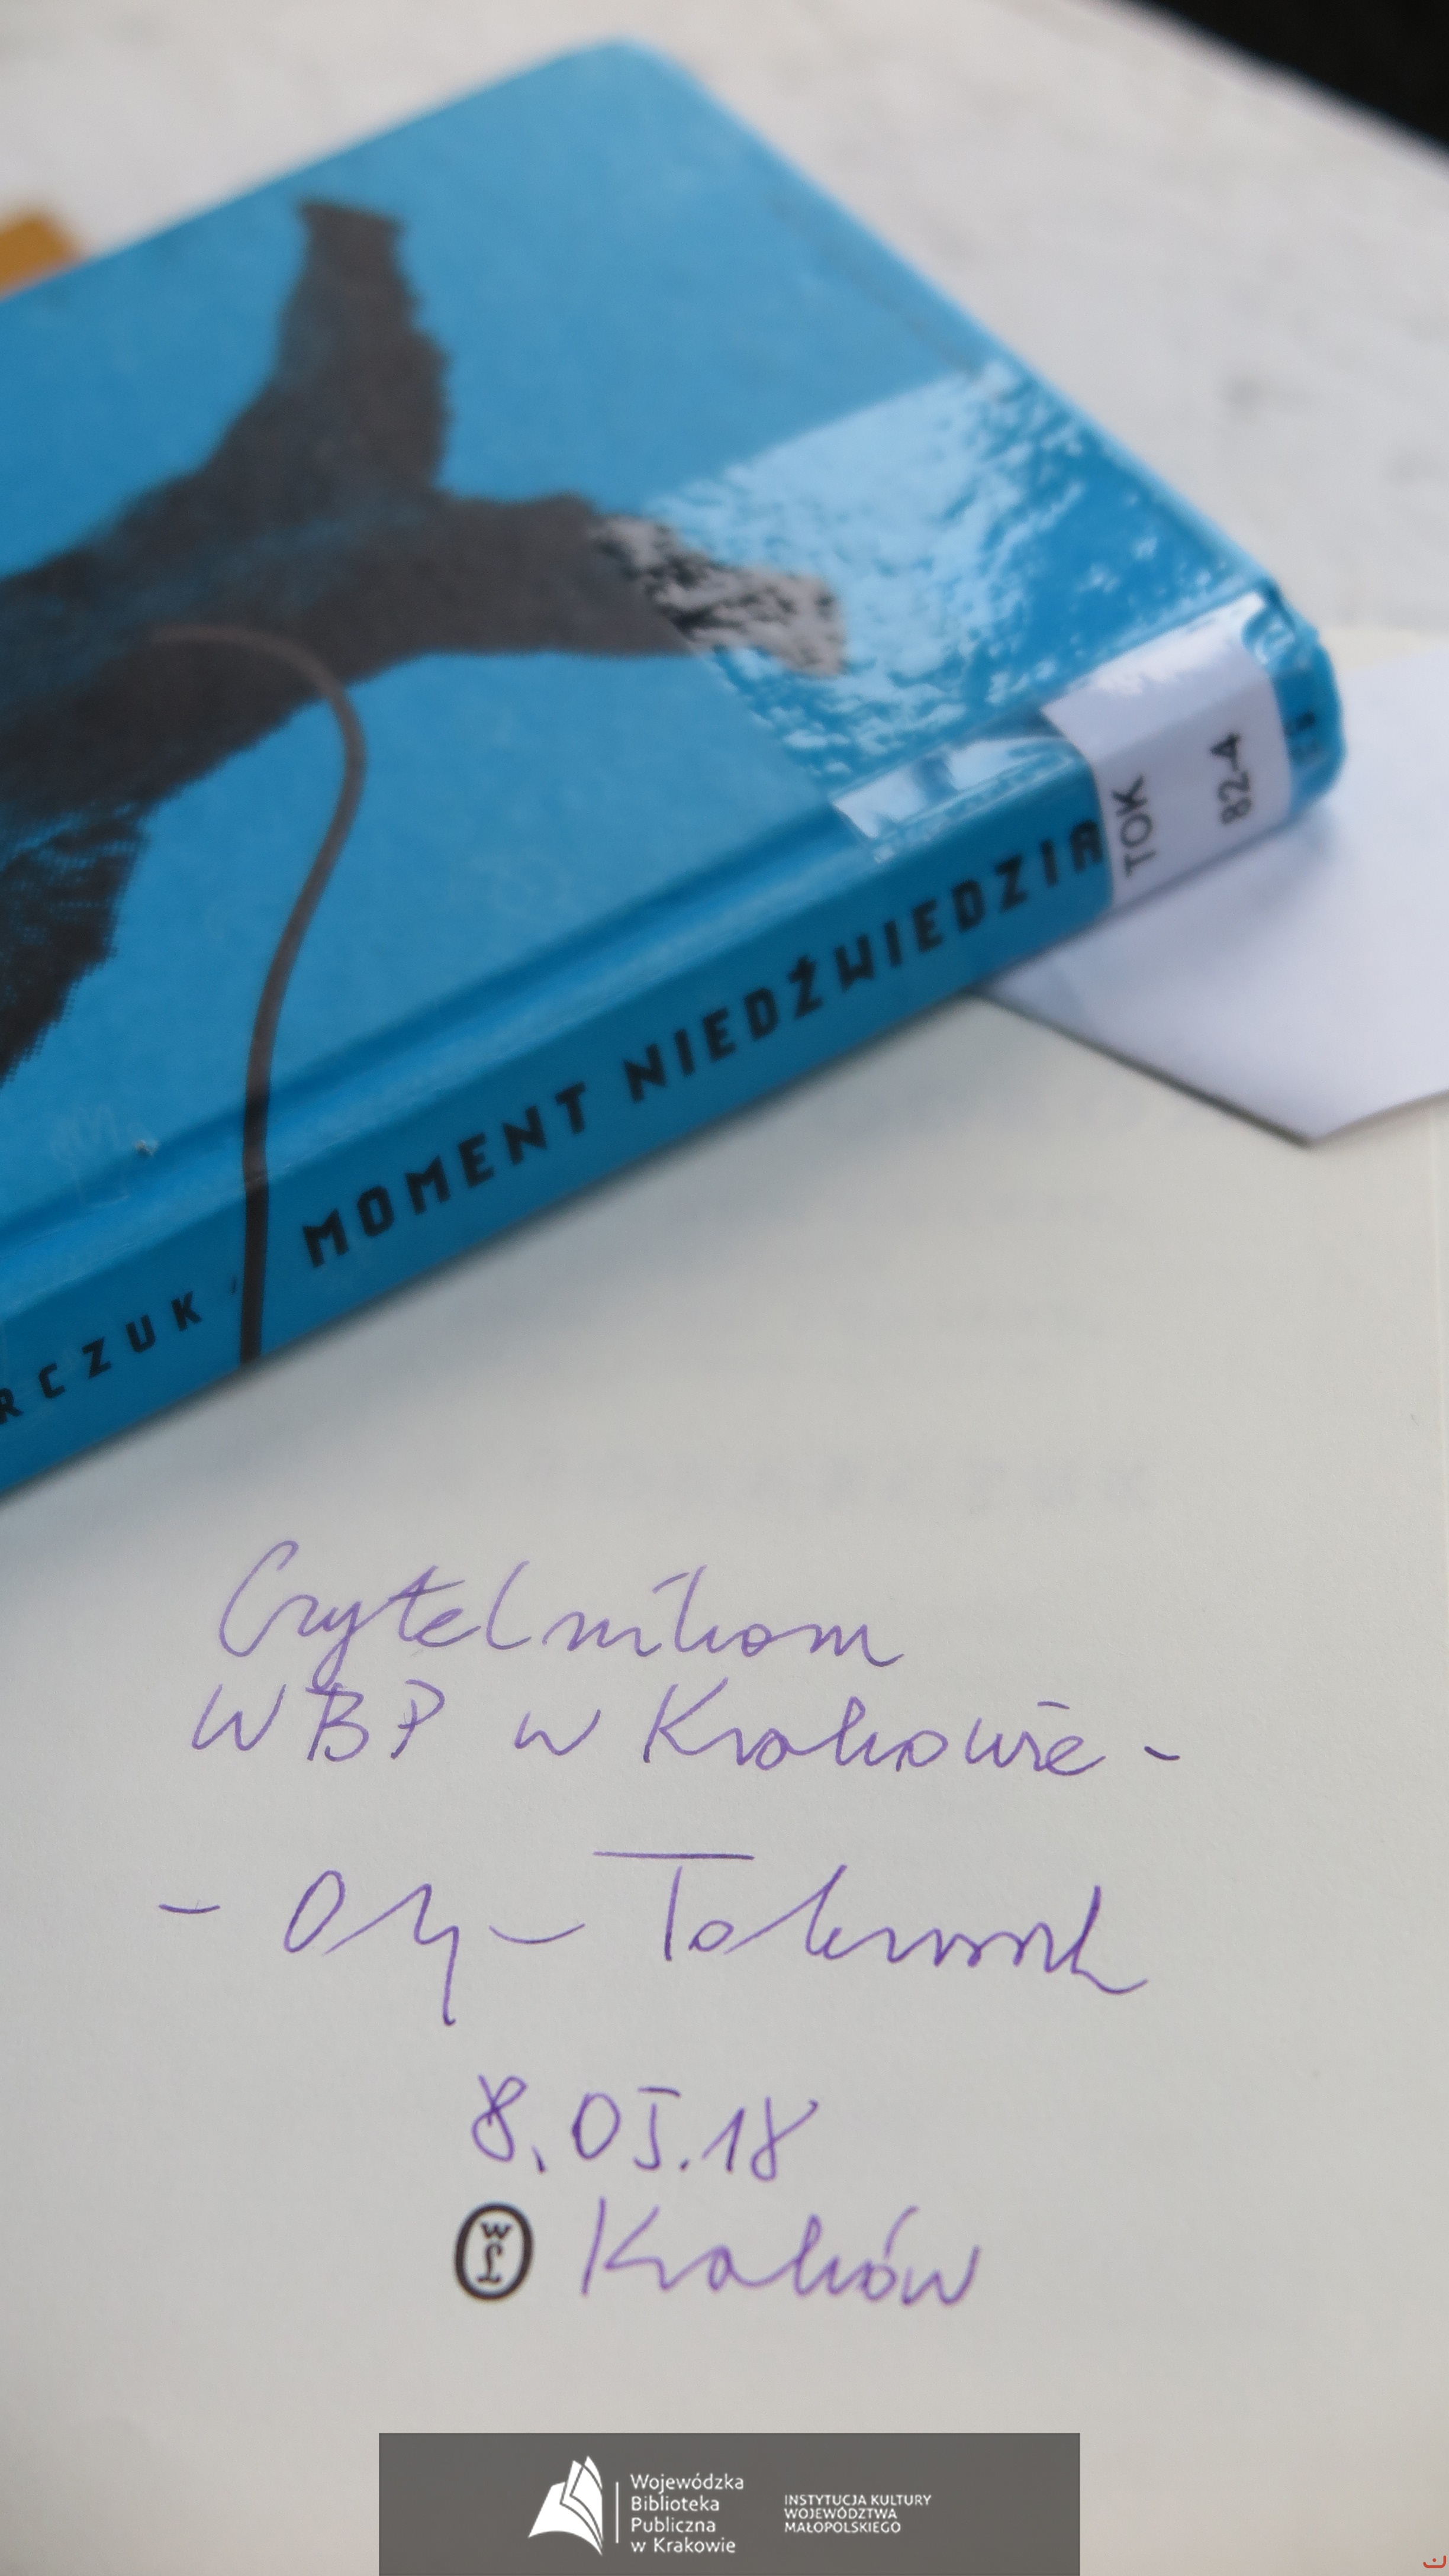 RCZUK MOMENT NIEDŹWIEDZIA
TOK
82-4
Czytelnikom
WBP w Krakowie -
- Olga Tokarczuk
8.05.18
WL
Kraków
Wojewódzka
Biblioteka
Publiczna
w Krakowie
INSTYTUCJA KULTURY
WOJEWÓDZTWA
MAŁOPOLSKIEGO